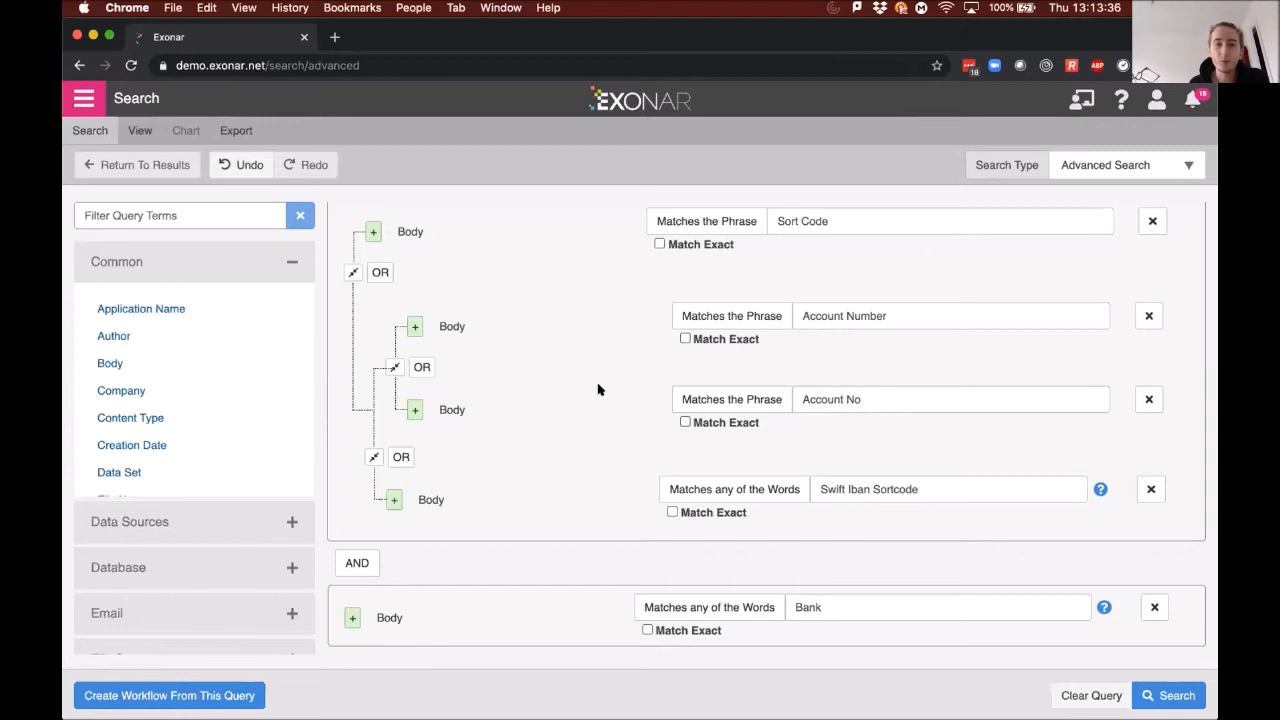 Chrome File Edit View History Bookmarks People Tab Window Help 100% Thu 13:13:36
Exonar
demo.exonar.net/search/advanced
18
ABP
Search
EXONAR
15
Search View Chart Export
Return To Results Undo Redo Search Type Advanced Search
Filter Query Terms
Common
Application Name
Author
Body
Company
Content Type
Creation Date
Data Set
Data Sources
Database
Email
Body Matches the Phrase Sort Code
Match Exact
OR
Body Matches the Phrase Account Number
Match Exact
OR
Body Matches the Phrase Account No
Match Exact
OR
Body Matches any of the Words Swift Iban Sortcode
Match Exact
AND
Body Matches any of the Words Bank
Match Exact
Create Workflow From This Query Clear Query Search